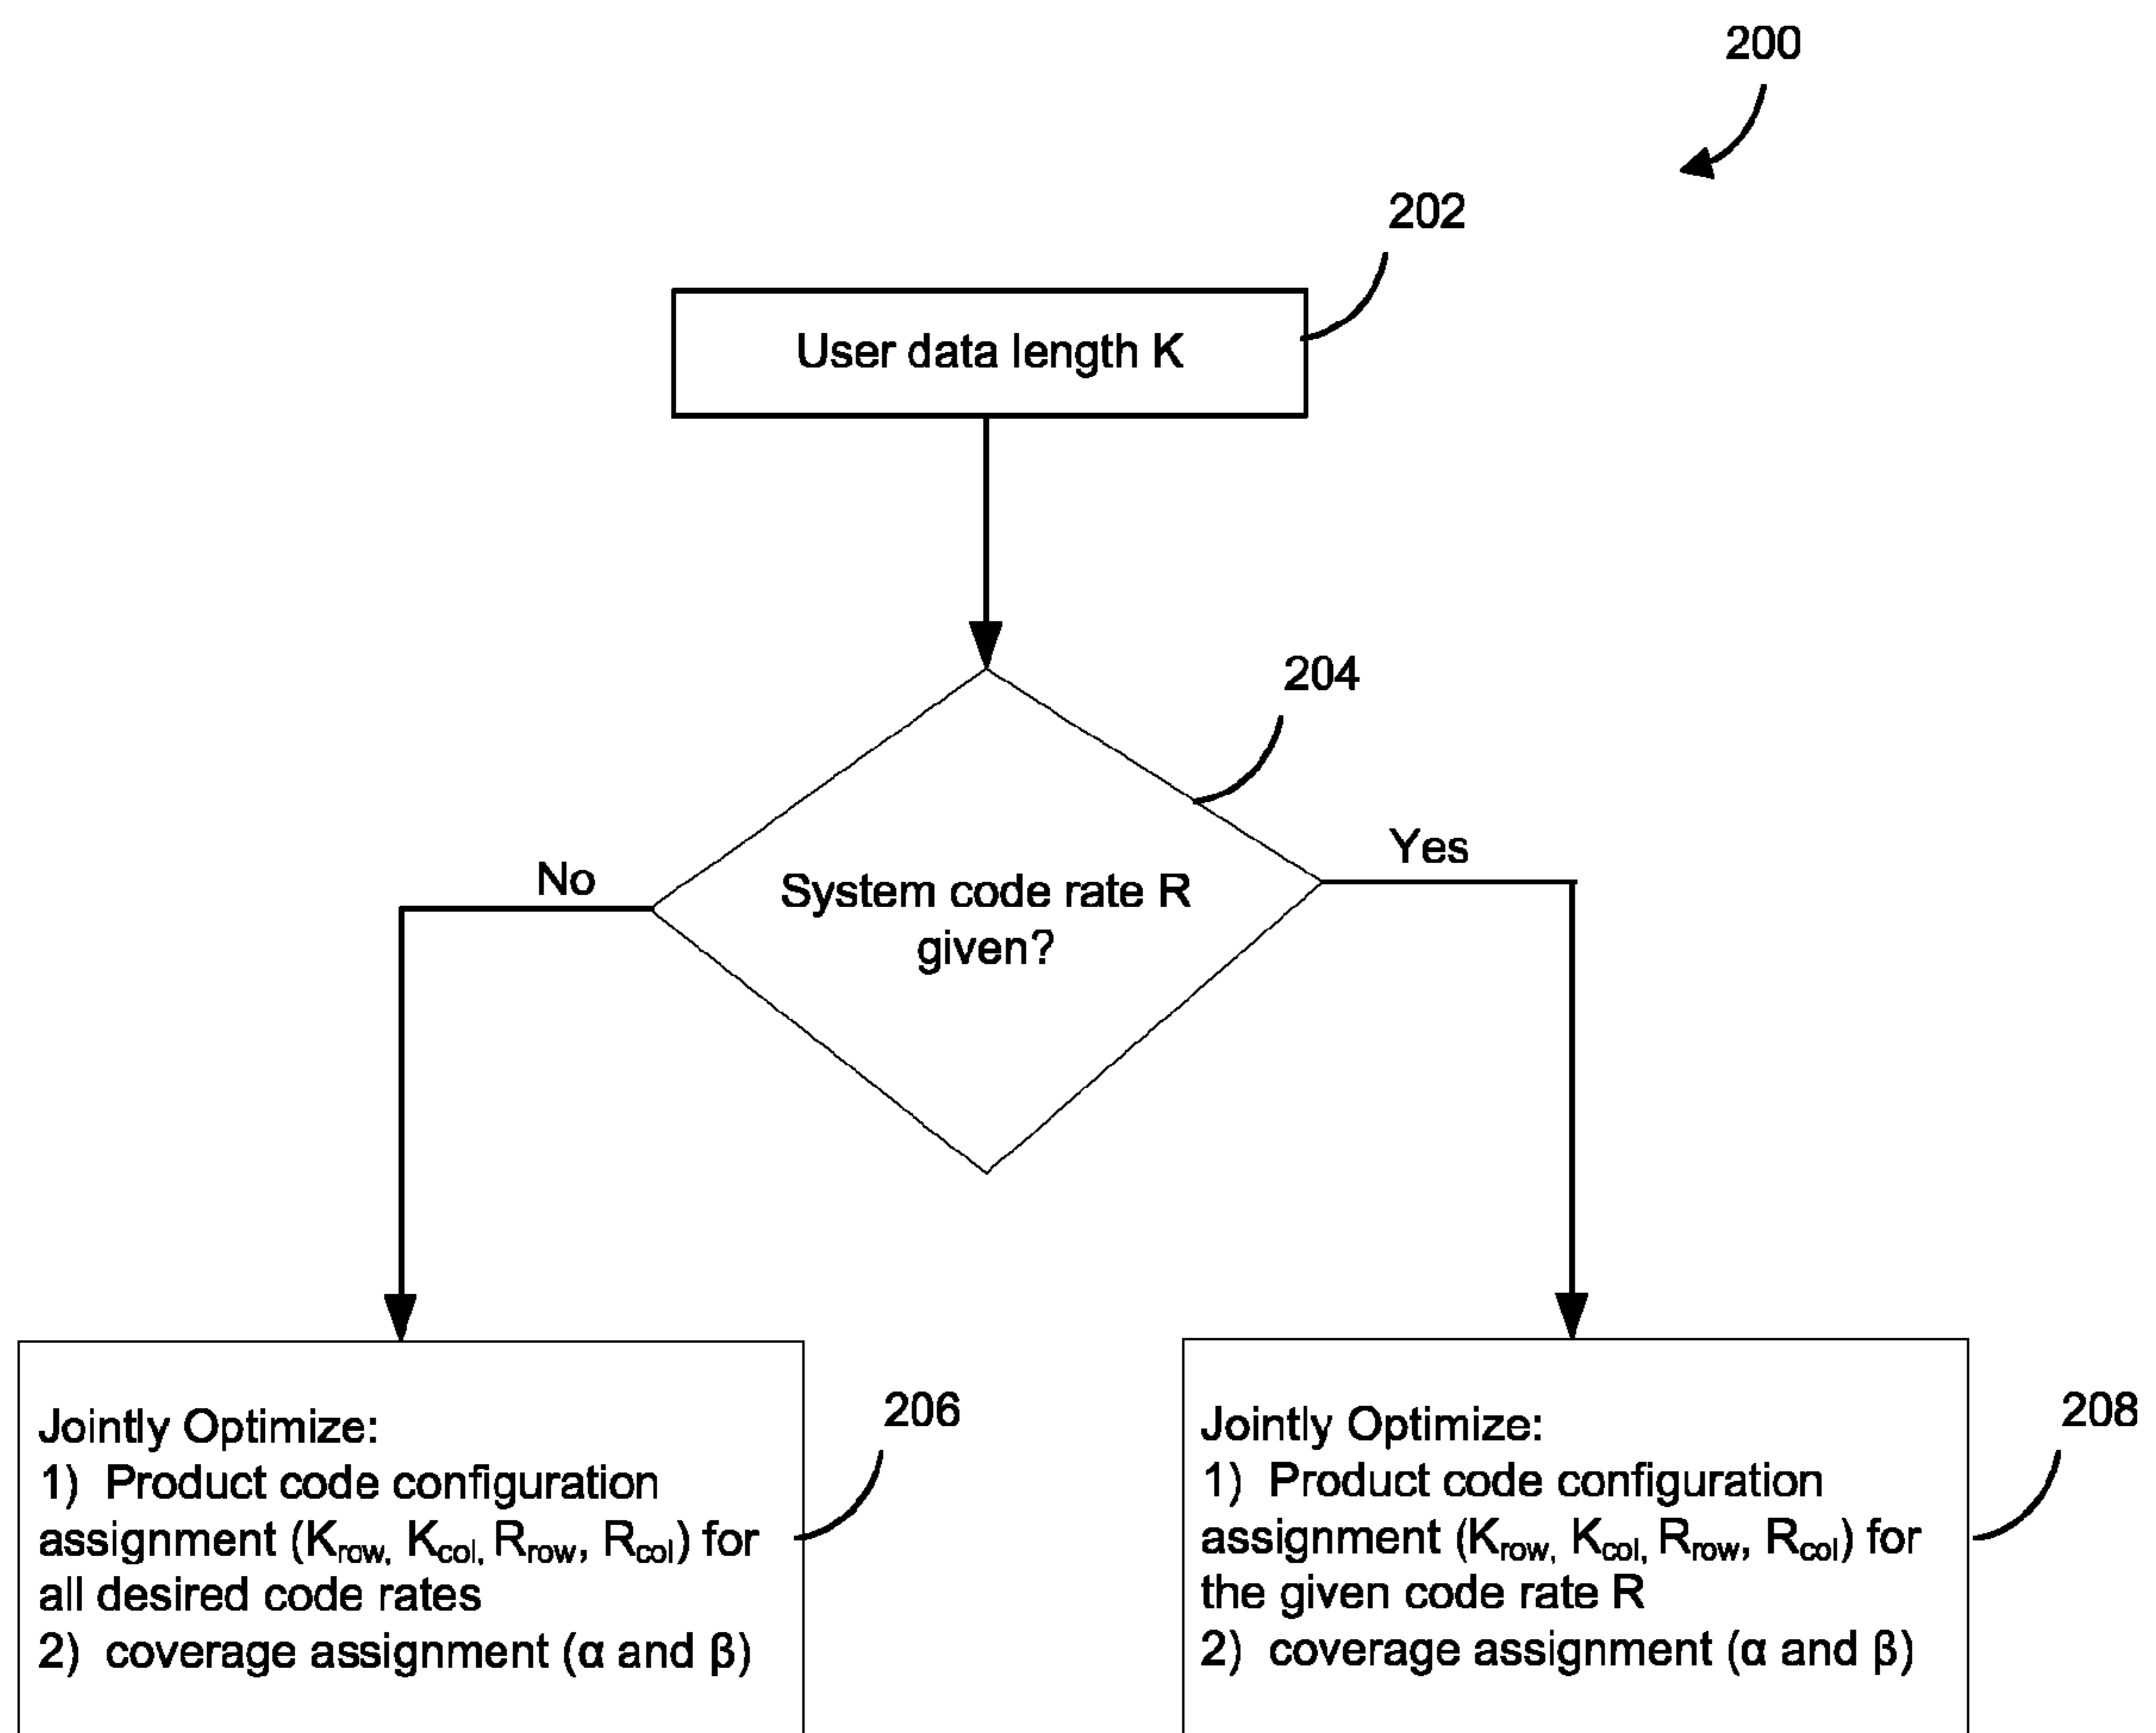 200
202
User data length K
204
No
Yes
System code rate R
given?
206
Jointly Optimize:
1) Product code configuration
assignment (Krow, Kcol, Rrow, Rcol) for
all desired code rates
2) coverage assignment (α and β)
208
Jointly Optimize:
1) Product code configuration
assignment (Krow, Kcol, Rrow, Rcol) for
the given code rate R
2) coverage assignment (α and β)